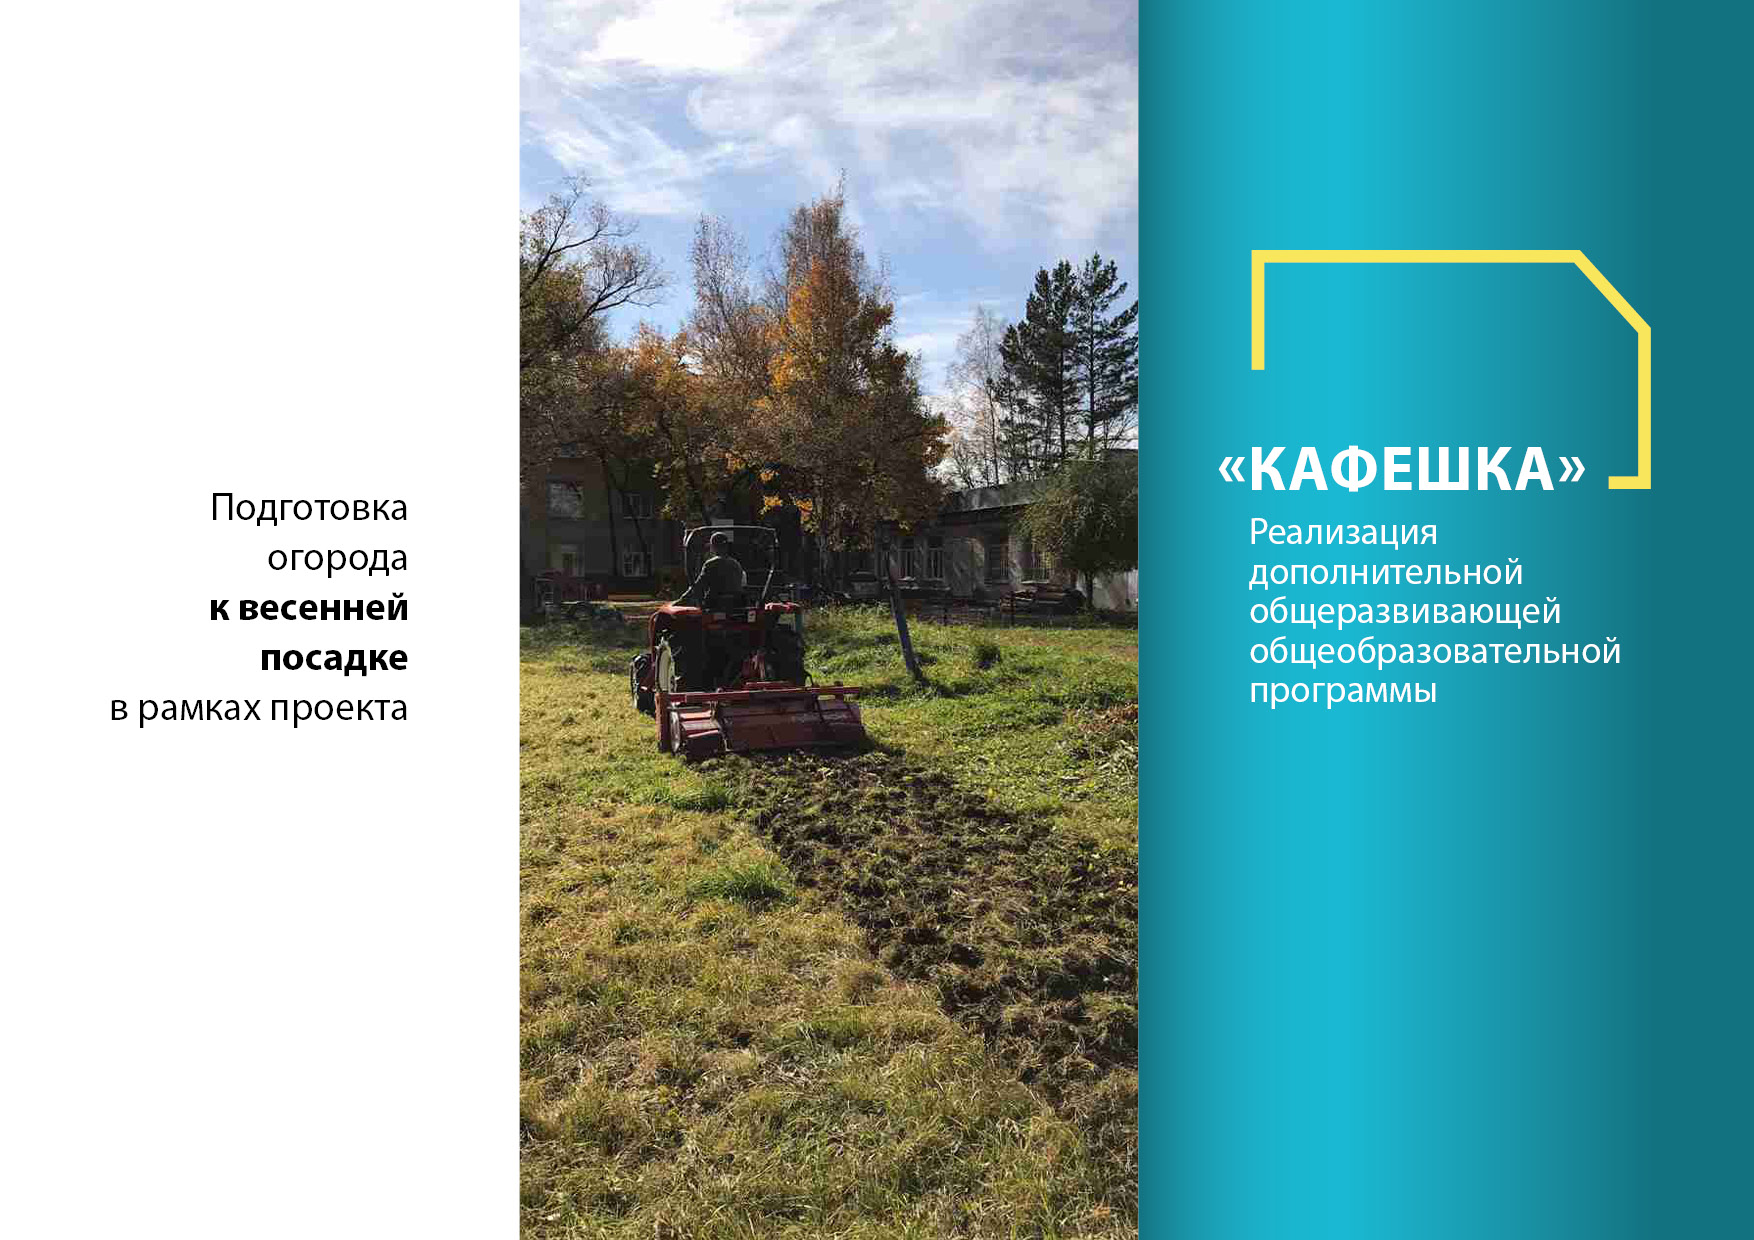 Подготовка
огорода
к весенней
посадке
в рамках проекта
«КАФЕШКА»
Реализация
дополнительной
общеразвивающей
общеобразовательной
программы